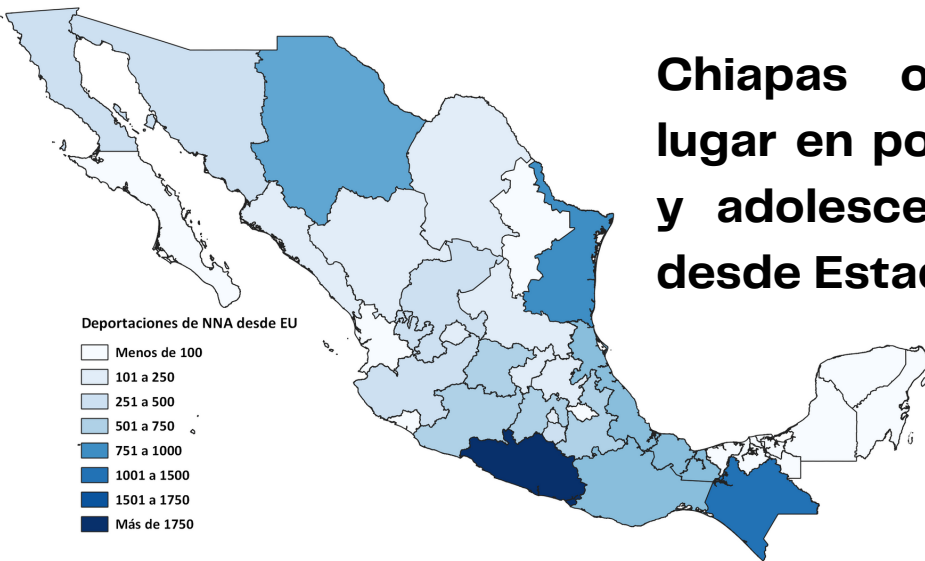 Chiapas
lugar en
y adolesce
desde Estad
Deportaciones de NNA desde EU
Menos de 100
101 a 250
251 a 500
501 a 750
751 a 1000
1001 a 1500
1501 a 1750
Más de 1750